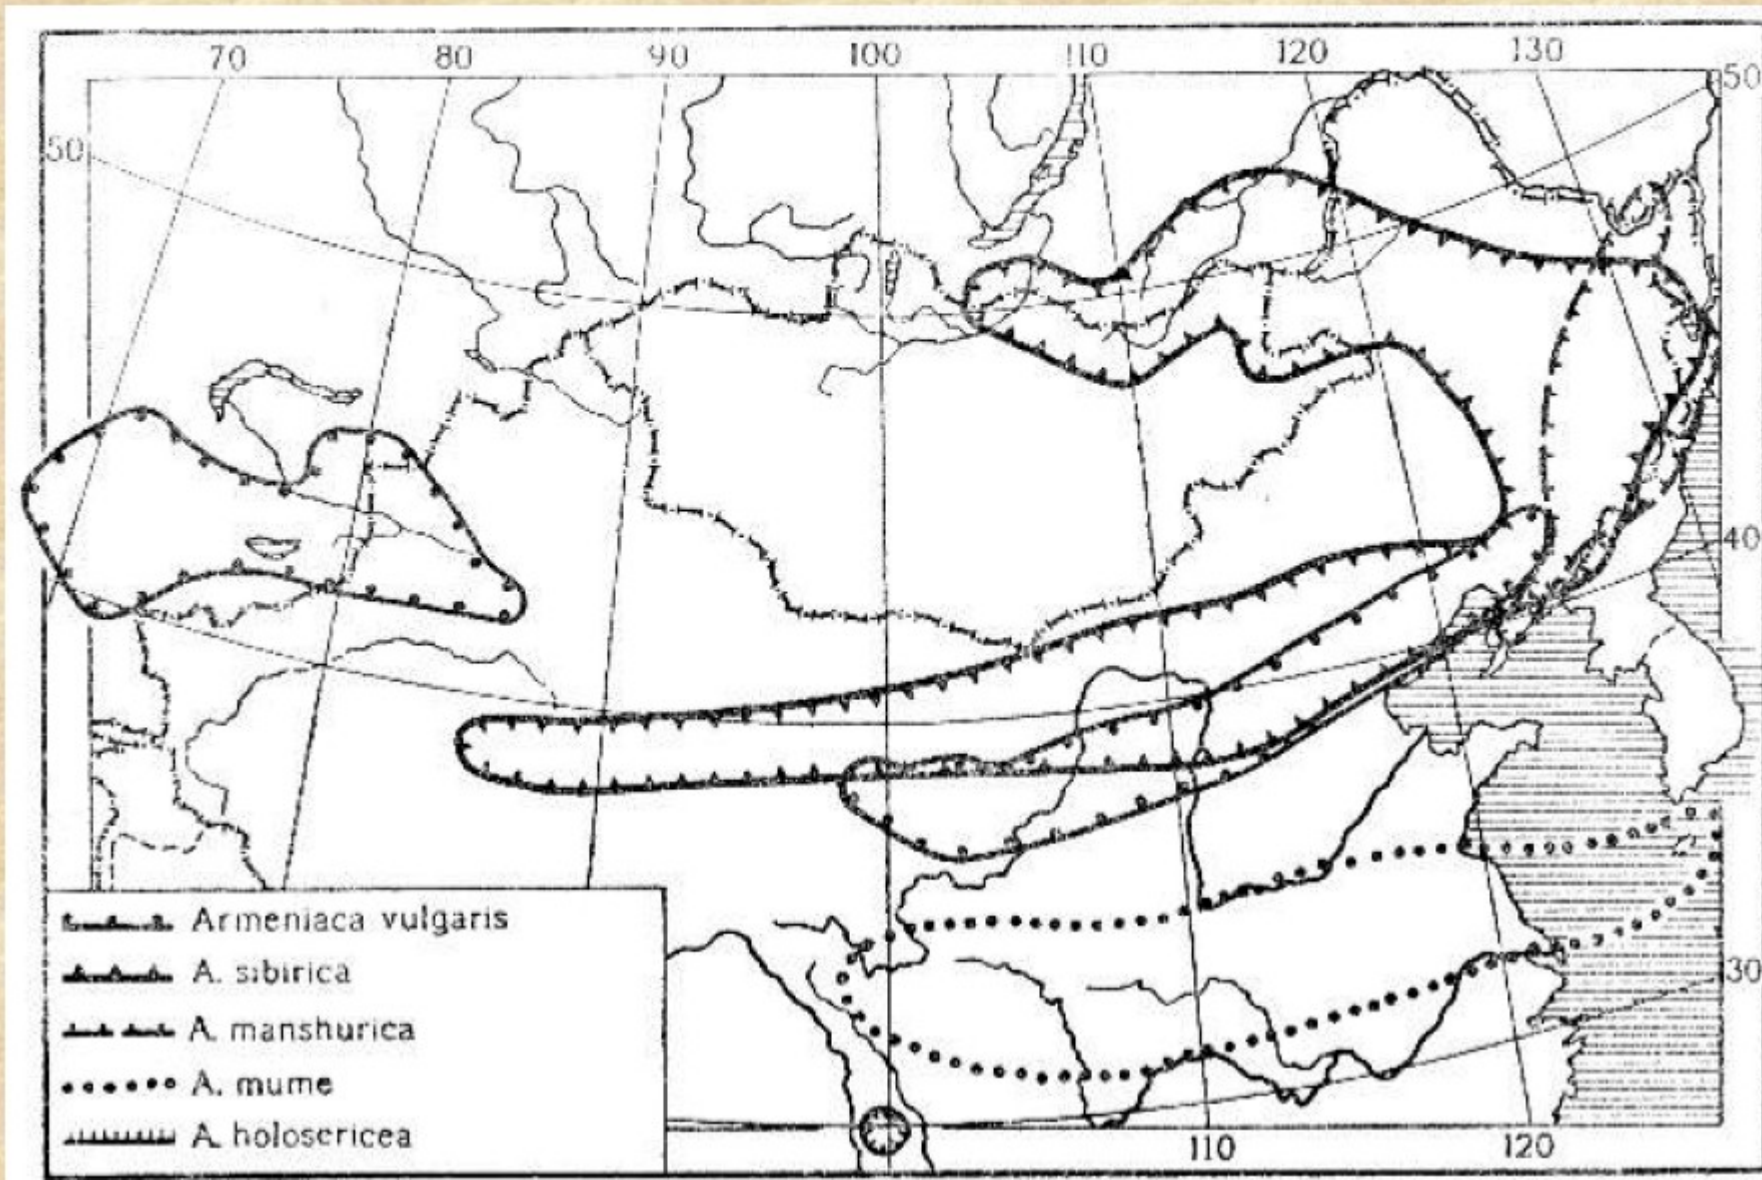 70 80 90 100 110 120 130
50
50
40
30
Armeniaca vulgaris
A. sibirica
A. manshurica
A. mume
A. holosericea
110 120